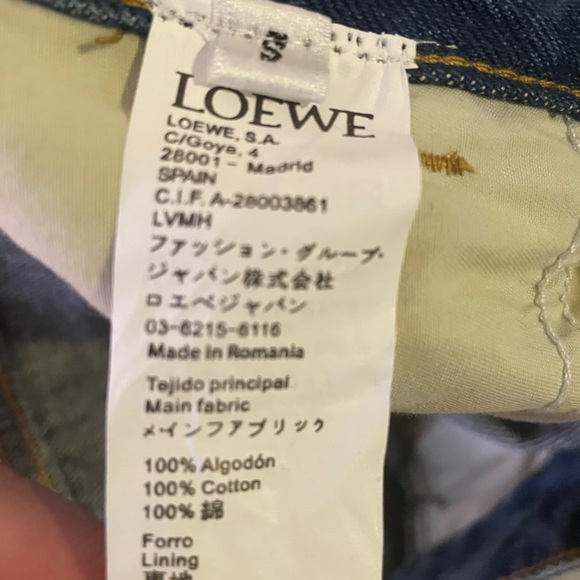 S
LOEWE
LOEWE, S.A.
C/Goya, 4
28001 - Madrid
SPAIN
C.I.F. A-28003861
LVMH
ファッション・グループ・
ジャパン株式会社
ロエベジャパン
03-6215-6116
Made in Romania
Tejido principal
Main fabric
メインファブリック
100% Algodón
100% Cotton
100% 綿
Forro
Lining
裏地